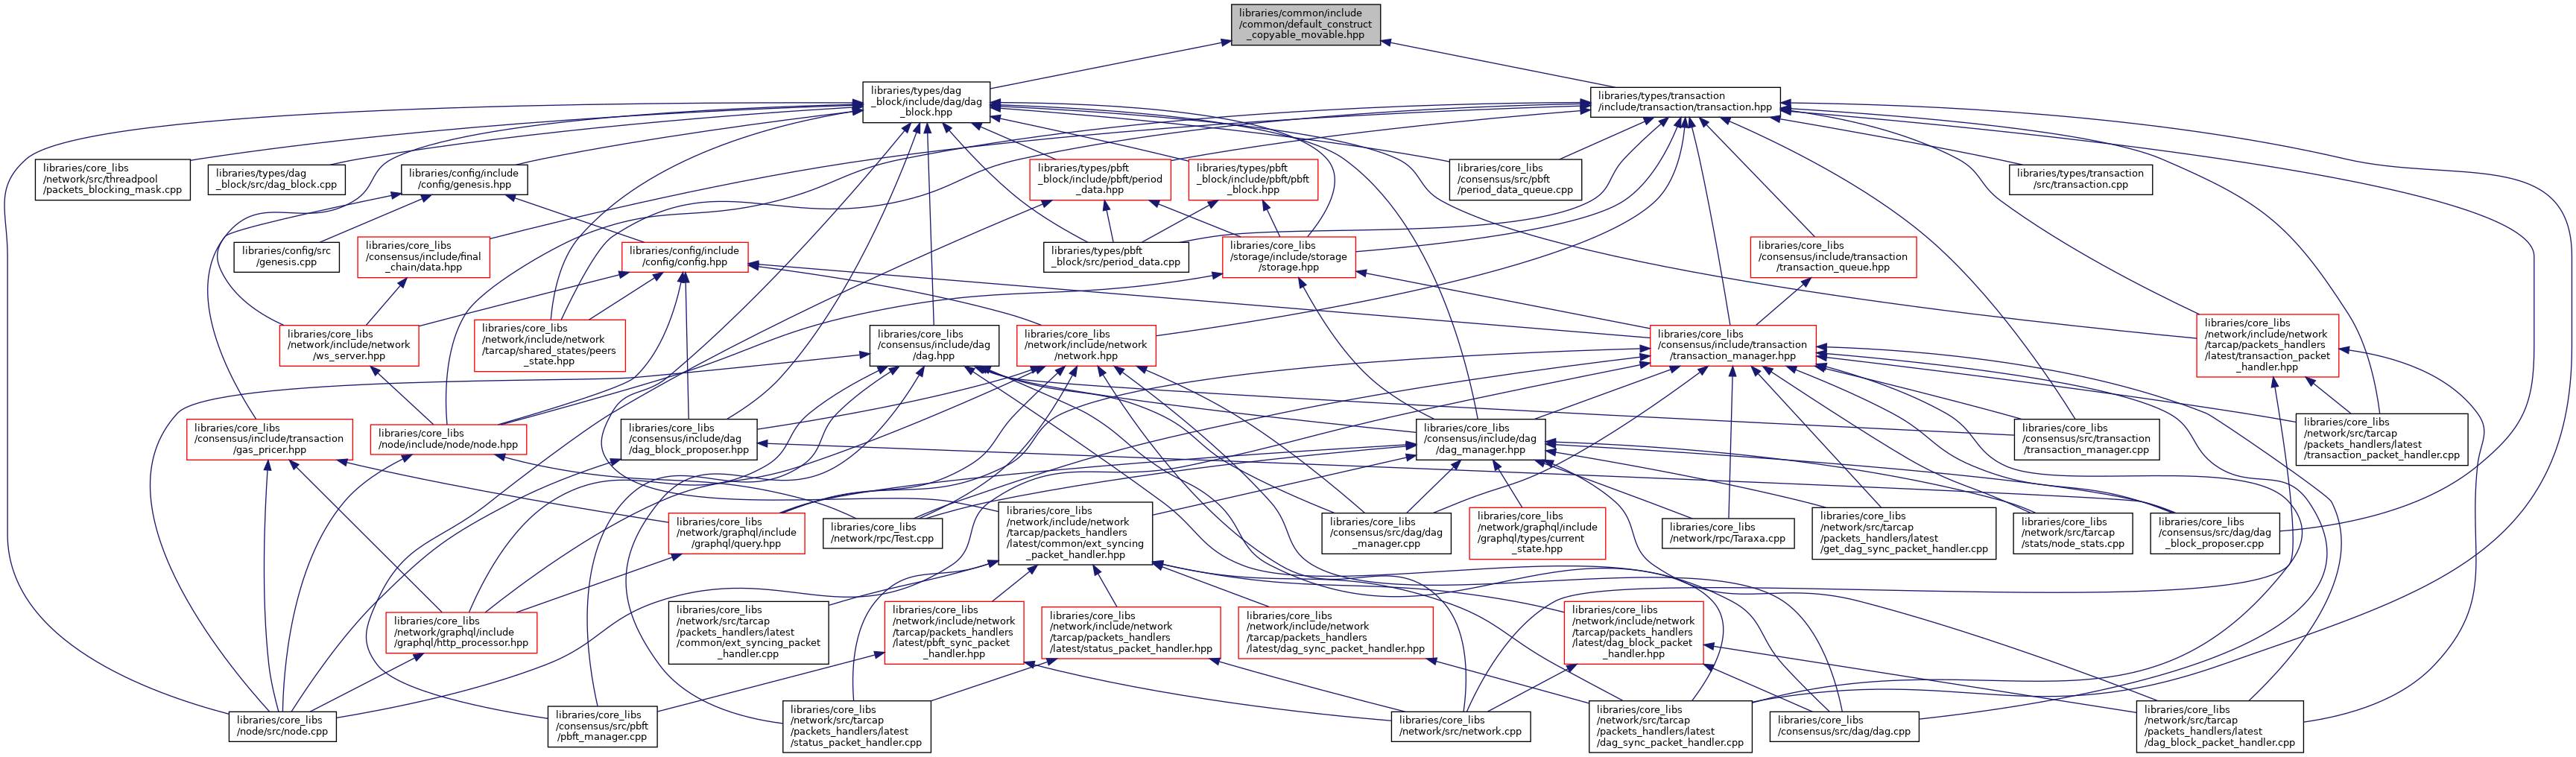 libraries/common/include
/common/default_construct
_copyable_movable.hpp
libraries/types/dag
_block/include/dag/dag
_block.hpp
libraries/types/transaction
/include/transaction/transaction.hpp
libraries/core_libs
/network/src/threadpool
/packets_blocking_mask.cpp
libraries/types/dag
_block/src/dag_block.cpp
libraries/config/include
/config/genesis.hpp
libraries/types/pbft
_block/include/pbft/period
_data.hpp
libraries/types/pbft
_block/include/pbft/pbft
_block.hpp
libraries/core_libs
/consensus/src/pbft
/period_data_queue.cpp
libraries/types/transaction
/src/transaction.cpp
libraries/config/src
/genesis.cpp
libraries/core_libs
/consensus/include/final
_chain/data.hpp
libraries/config/include
/config/config.hpp
libraries/types/pbft
_block/src/period_data.cpp
libraries/core_libs
/storage/include/storage
/storage.hpp
libraries/core_libs
/consensus/include/transaction
/transaction_queue.hpp
libraries/core_libs
/network/include/network
/ws_server.hpp
libraries/core_libs
/network/include/network
/tarcap/shared_states/peers
_state.hpp
libraries/core_libs
/consensus/include/dag
/dag.hpp
libraries/core_libs
/network/include/network
/network.hpp
libraries/core_libs
/consensus/include/transaction
/transaction_manager.hpp
libraries/core_libs
/network/include/network
/tarcap/packets_handlers
/latest/transaction_packet
_handler.hpp
libraries/core_libs
/consensus/include/transaction
/gas_pricer.hpp
libraries/core_libs
/node/include/node/node.hpp
libraries/core_libs
/consensus/include/dag
/dag_block_proposer.hpp
libraries/core_libs
/consensus/include/dag
/dag_manager.hpp
libraries/core_libs
/consensus/src/transaction
/transaction_manager.cpp
libraries/core_libs
/network/src/tarcap
/packets_handlers/latest
/transaction_packet_handler.cpp
libraries/core_libs
/network/graphql/include
/graphql/query.hpp
libraries/core_libs
/network/rpc/Test.cpp
libraries/core_libs
/network/include/network
/tarcap/packets_handlers
/latest/common/ext_syncing
_packet_handler.hpp
libraries/core_libs
/consensus/src/dag/dag
_manager.cpp
libraries/core_libs
/network/graphql/include
/graphql/types/current
_state.hpp
libraries/core_libs
/network/rpc/Taraxa.cpp
libraries/core_libs
/network/src/tarcap
/packets_handlers/latest
/get_dag_sync_packet_handler.cpp
libraries/core_libs
/network/src/tarcap
/stats/node_stats.cpp
libraries/core_libs
/consensus/src/dag/dag
_block_proposer.cpp
libraries/core_libs
/network/graphql/include
/graphql/http_processor.hpp
libraries/core_libs
/network/src/tarcap
/packets_handlers/latest
/common/ext_syncing_packet
_handler.cpp
libraries/core_libs
/network/include/network
/tarcap/packets_handlers
/latest/pbft_sync_packet
_handler.hpp
libraries/core_libs
/network/include/network
/tarcap/packets_handlers
/latest/status_packet_handler.hpp
libraries/core_libs
/network/include/network
/tarcap/packets_handlers
/latest/dag_sync_packet_handler.hpp
libraries/core_libs
/network/include/network
/tarcap/packets_handlers
/latest/dag_block_packet
_handler.hpp
libraries/core_libs
/node/src/node.cpp
libraries/core_libs
/consensus/src/pbft
/pbft_manager.cpp
libraries/core_libs
/network/src/tarcap
/packets_handlers/latest
/status_packet_handler.cpp
libraries/core_libs
/network/src/network.cpp
libraries/core_libs
/network/src/tarcap
/packets_handlers/latest
/dag_sync_packet_handler.cpp
libraries/core_libs
/consensus/src/dag/dag.cpp
libraries/core_libs
/network/src/tarcap
/packets_handlers/latest
/dag_block_packet_handler.cpp